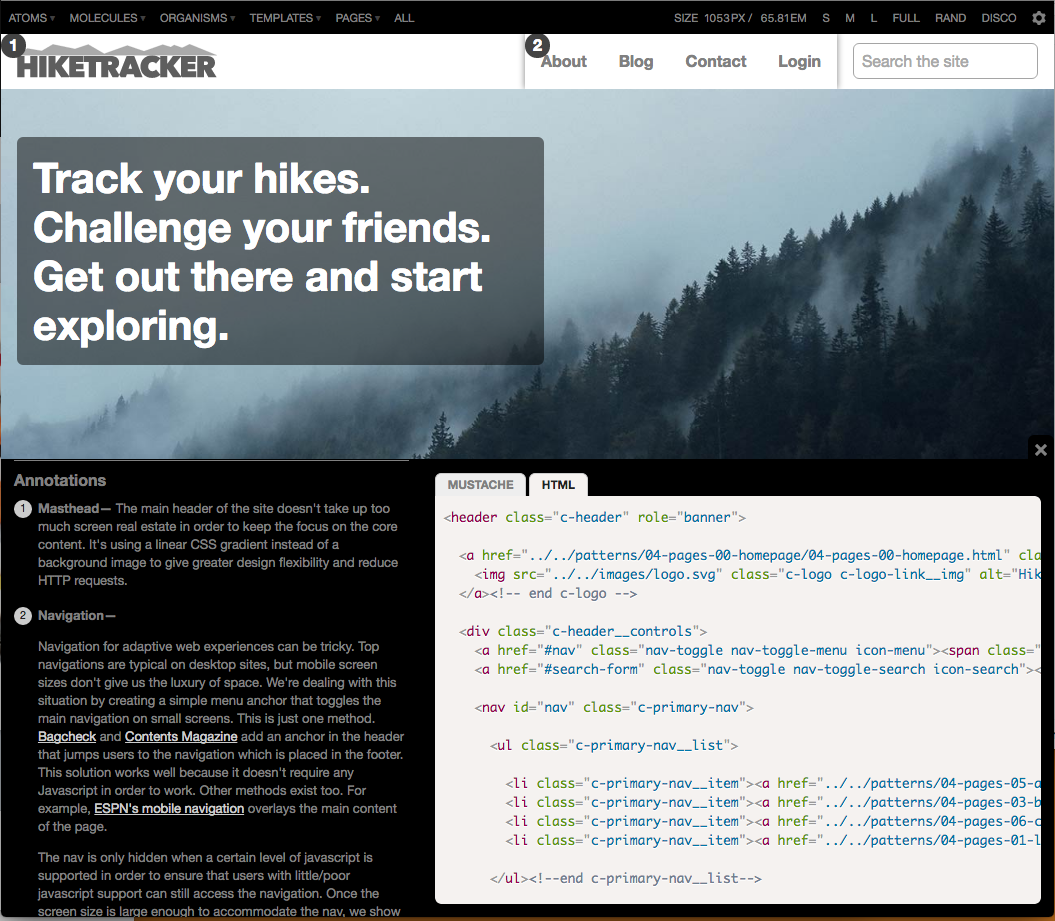 ATOMS MOLECULES ORGANISMS TEMPLATES PAGES ALL SIZE 1053PX / 65.81EM S M L FULL RAND DISCO
1 HIKETRACKER 2 About Blog Contact Login Search the site
Track your hikes.
Challenge your friends.
Get out there and start
exploring.
Annotations
1 Masthead— The main header of the site doesn't take up too
much screen real estate in order to keep the focus on the core
content. It's using a linear CSS gradient instead of a
background image to give greater design flexibility and reduce
HTTP requests.
2 Navigation—
Navigation for adaptive web experiences can be tricky. Top
navigations are typical on desktop sites, but mobile screen
sizes don't give us the luxury of space. We're dealing with this
situation by creating a simple menu anchor that toggles the
main navigation on small screens. This is just one method.
Bagcheck and Contents Magazine add an anchor in the header
that jumps users to the navigation which is placed in the footer.
This solution works well because it doesn't require any
Javascript in order to work. Other methods exist too. For
example, ESPN's mobile navigation overlays the main content
of the page.
The nav is only hidden when a certain level of javascript is
supported in order to ensure that users with little/poor
javascript support can still access the navigation. Once the
screen size is large enough to accommodate the nav, we show
MUSTACHE HTML
<header class="c-header" role="banner">
<a href="../../patterns/04-pages-00-homepage/04-pages-00-homepage.html" cla
<img src="../../images/logo.svg" class="c-logo c-logo-link__img" alt="Hik
</a><!-- end c-logo -->
<div class="c-header__controls">
<a href="#nav" class="nav-toggle nav-toggle-menu icon-menu"><span class="
<a href="#search-form" class="nav-toggle nav-toggle-search icon-search"><
<nav id="nav" class="c-primary-nav">
<ul class="c-primary-nav__list">
<li class="c-primary-nav__item"><a href="../../patterns/04-pages-05-a
<li class="c-primary-nav__item"><a href="../../patterns/04-pages-03-b
<li class="c-primary-nav__item"><a href="../../patterns/04-pages-06-c
<li class="c-primary-nav__item"><a href="../../patterns/04-pages-01-l
</ul><!--end c-primary-nav__list-->